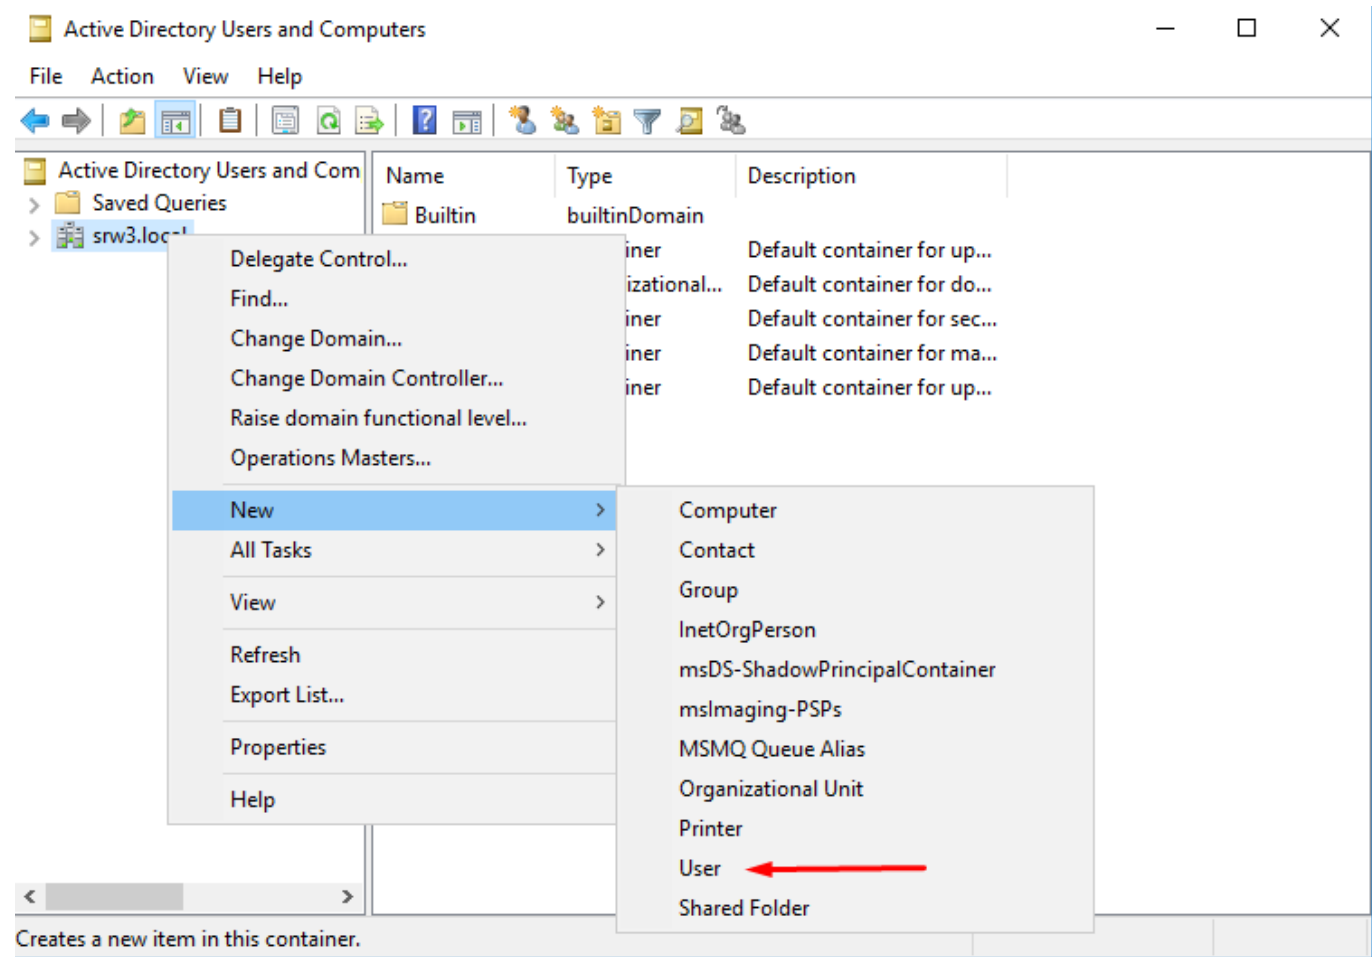 Active Directory Users and Computers
File Action View Help
Active Directory Users and Com
Name Type Description
Saved Queries
Builtin builtinDomain
srw3.local
iner Default container for up...
izational... Default container for do...
iner Default container for sec...
iner Default container for ma...
iner Default container for up...
Delegate Control...
Find...
Change Domain...
Change Domain Controller...
Raise domain functional level...
Operations Masters...
New
All Tasks
View
Refresh
Export List...
Properties
Help
Computer
Contact
Group
InetOrgPerson
msDS-ShadowPrincipalContainer
msImaging-PSPs
MSMQ Queue Alias
Organizational Unit
Printer
User
Shared Folder
Creates a new item in this container.